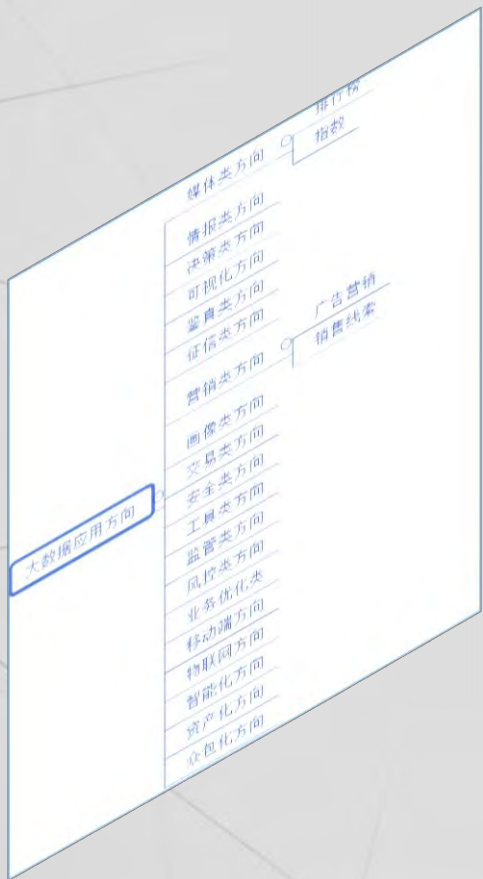 排行榜
指数
媒体类方向
情报类方向
决策类方向
可视化方向
鉴真类方向
征信类方向
广告营销
销售线索
营销类方向
画像类方向
交易类方向
安全类方向
工具类方向
监管类方向
风控类方向
业务优化类
移动端方向
物联网方向
智能化方向
资产化方向
众包化方向
大数据应用方向